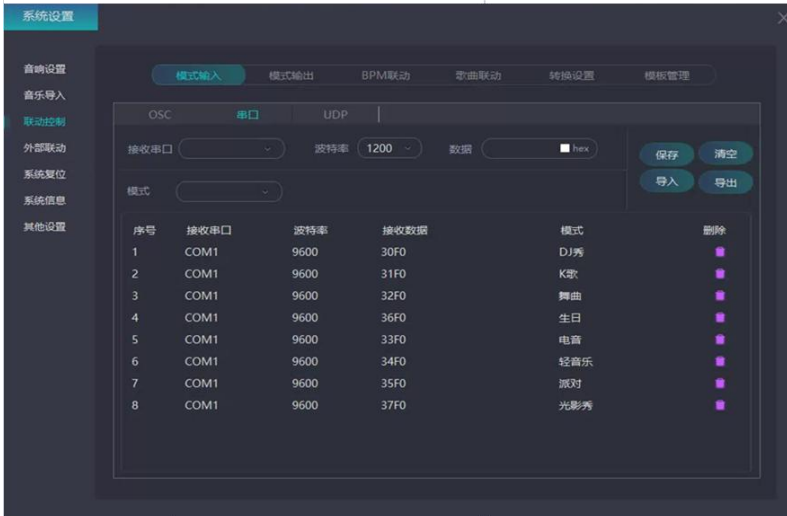 系统设置
音响设置
音乐导入
联动控制
外部联动
系统复位
系统信息
其他设置
模式输入 模式输出 BPM联动 歌曲联动 转换设置 模板管理
OSC 串口 UDP
接收串口 波特率 1200 数据 hex
保存 清空
模式
导入 导出
序号 接收串口 波特率 接收数据 模式 删除
1 COM1 9600 30F0 DJ秀
2 COM1 9600 31F0 K歌
3 COM1 9600 32F0 舞曲
4 COM1 9600 36F0 生日
5 COM1 9600 33F0 电音
6 COM1 9600 34F0 轻音乐
7 COM1 9600 35F0 派对
8 COM1 9600 37F0 光影秀